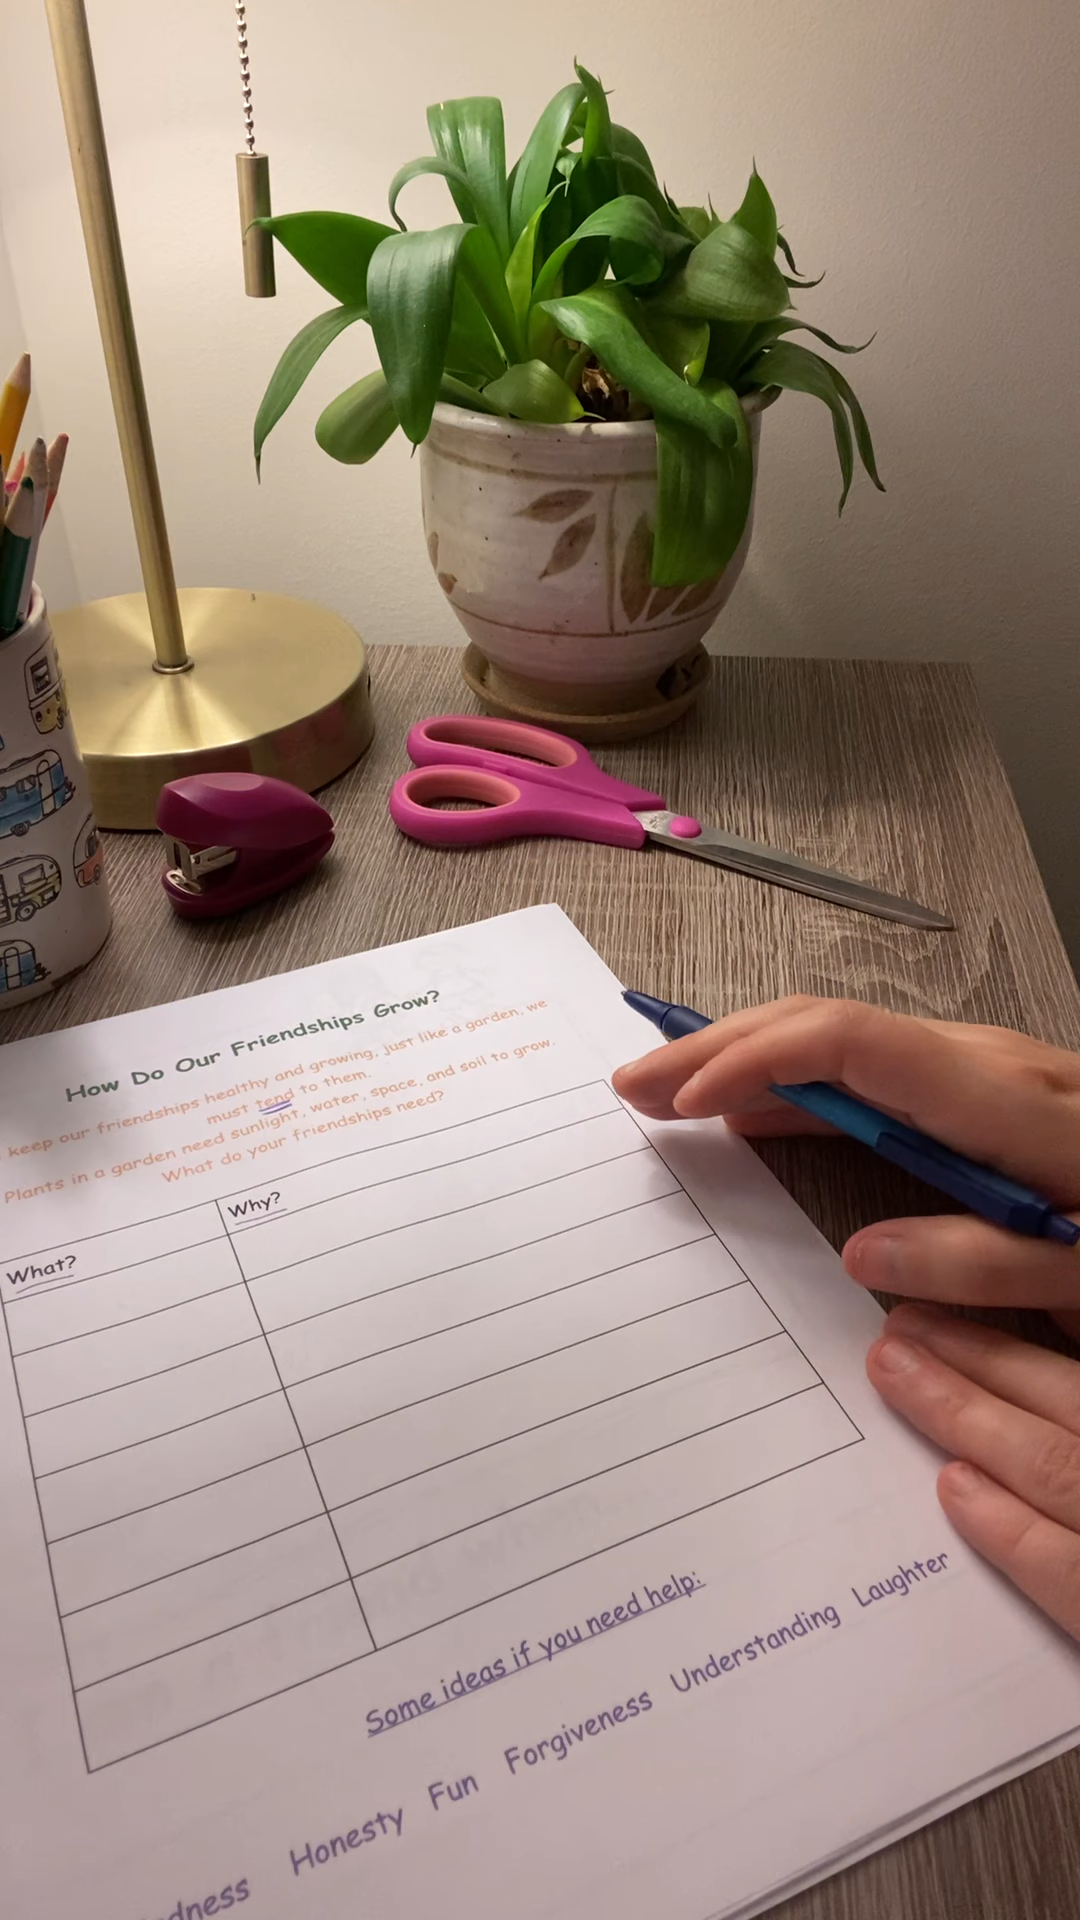 How Do Our Friendships Grow?
keep our friendships healthy and growing, just like a garden, we
must tend to them.
Plants in a garden need sunlight, water, space, and soil to grow.
What do your friendships need?
What?
Why?
Some ideas if you need help:
dness Honesty Fun Forgiveness Understanding Laughter